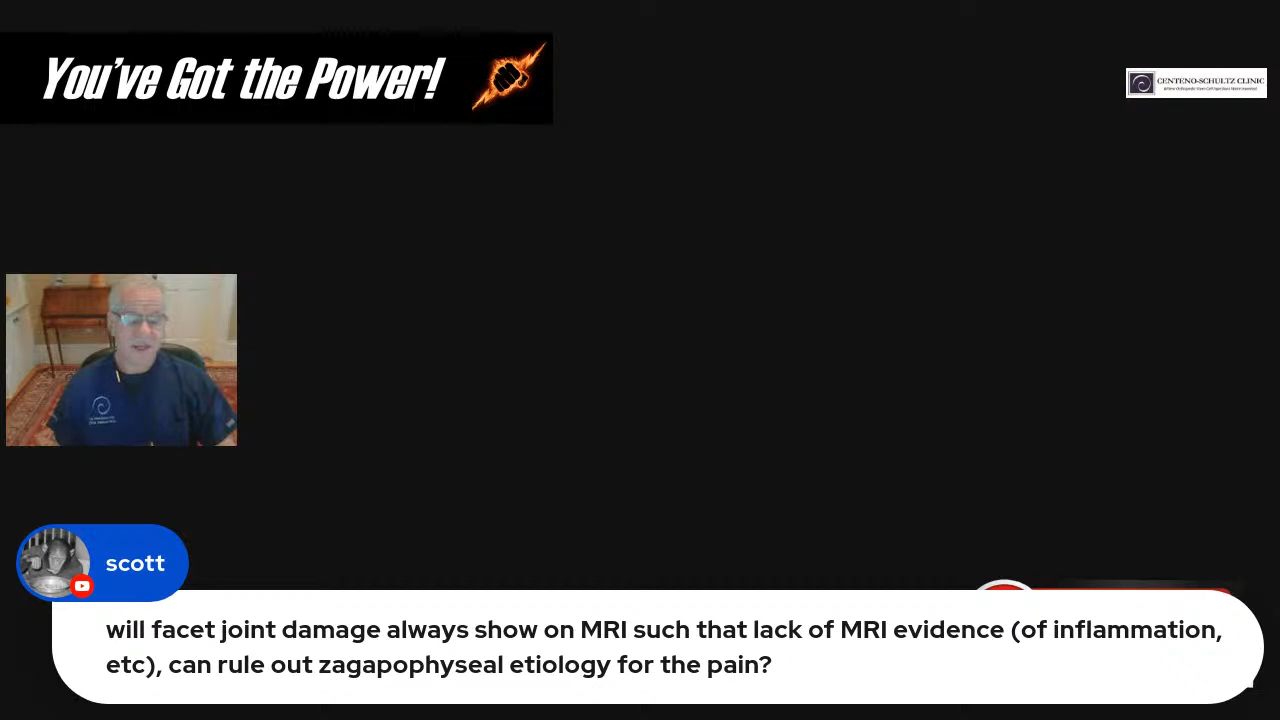 You've Got the Power!
CENTENO-SCHULTZ CLINIC
scott
will facet joint damage always show on MRI such that lack of MRI evidence (of inflammation,
etc), can rule out zagapophyseal etiology for the pain?